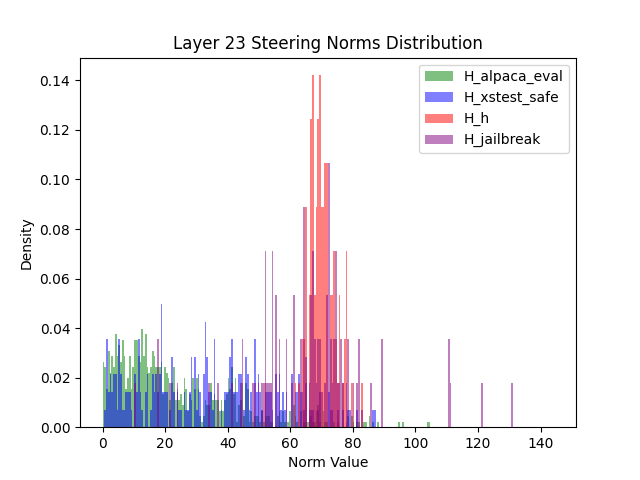 Layer 23 Steering Norms Distribution
H_alpaca_eval
H_xstest_safe
H_h
H_jailbreak
0.14
0.12
0.10
0.08
0.06
0.04
0.02
0.00
Density
0 20 40 60 80 100 120 140
Norm Value